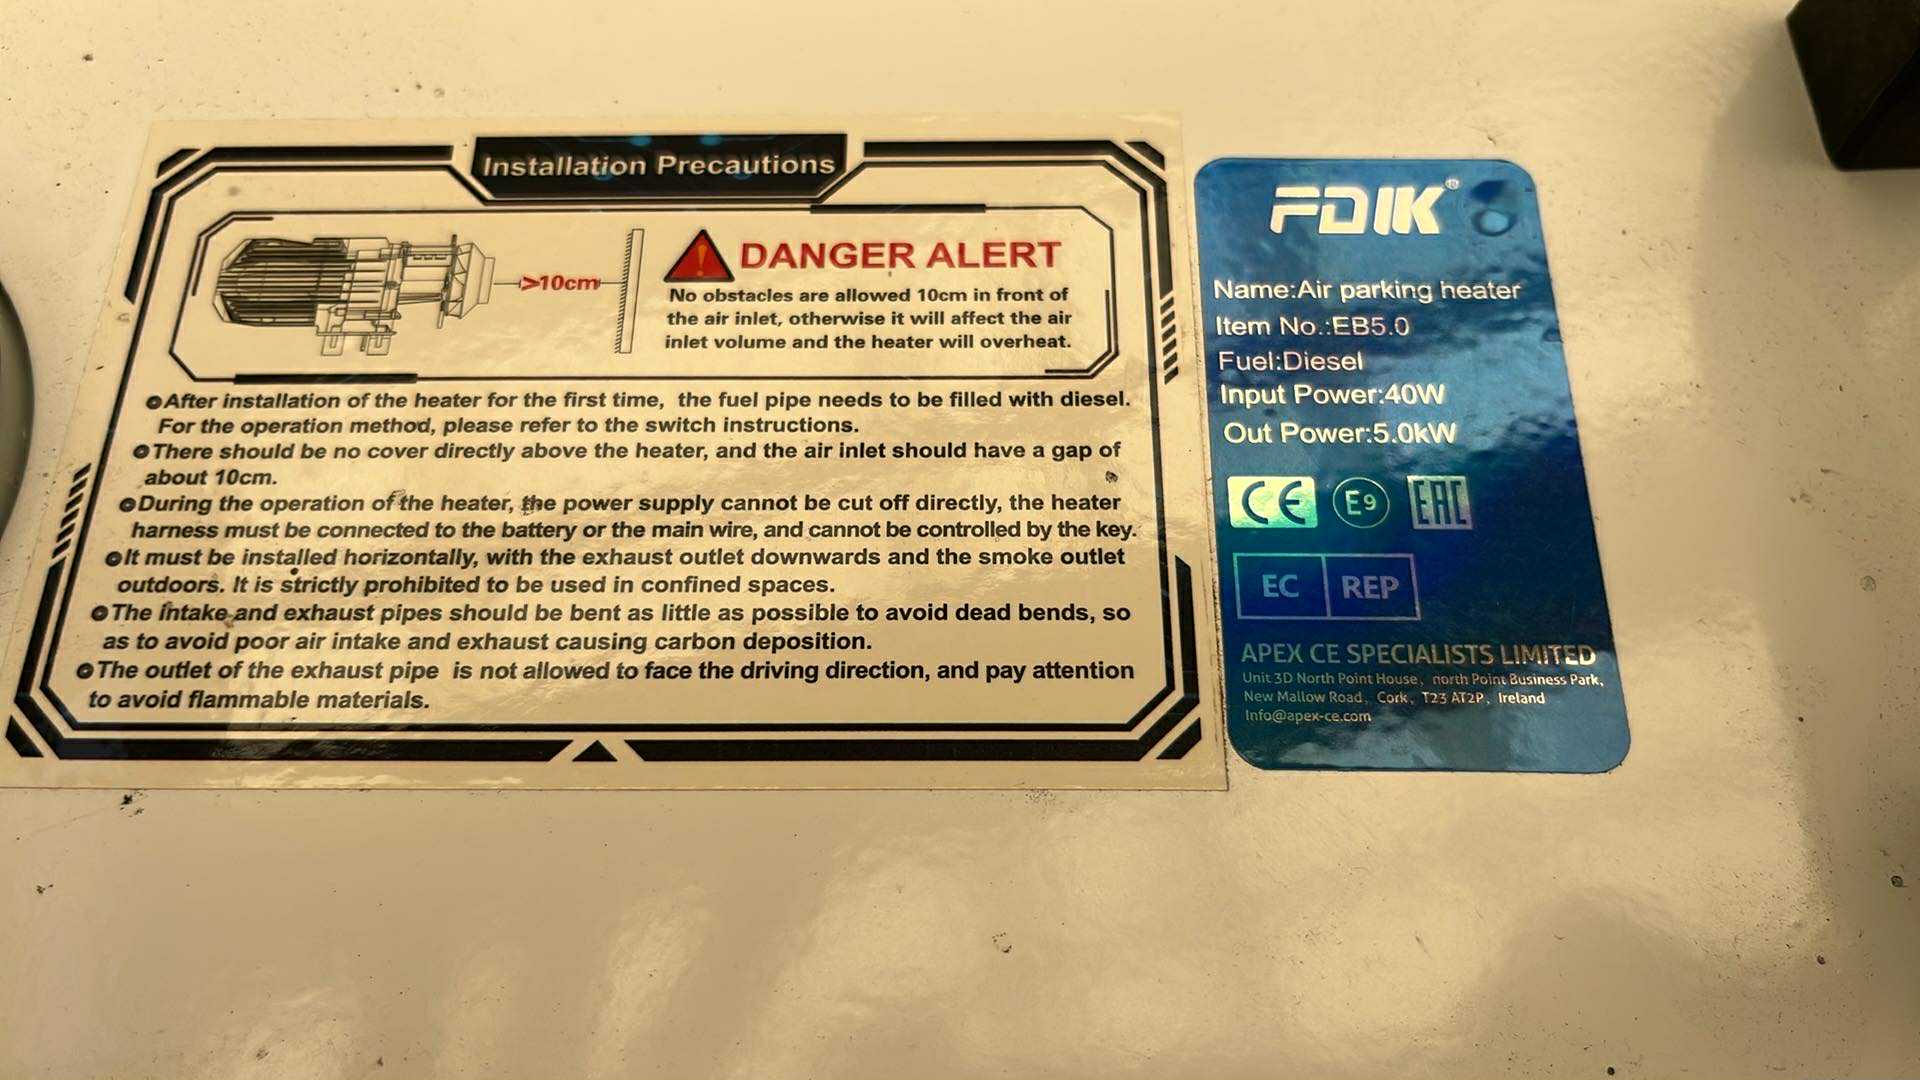 Installation Precautions
>10cm
DANGER ALERT
No obstacles are allowed 10cm in front of
the air inlet, otherwise it will affect the air
inlet volume and the heater will overheat.
After installation of the heater for the first time, the fuel pipe needs to be filled with diesel.
For the operation method, please refer to the switch instructions.
There should be no cover directly above the heater, and the air inlet should have a gap of
about 10cm.
During the operation of the heater, the power supply cannot be cut off directly, the heater
harness must be connected to the battery or the main wire, and cannot be controlled by the key.
It must be installed horizontally, with the exhaust outlet downwards and the smoke outlet
outdoors. It is strictly prohibited to be used in confined spaces.
The intake and exhaust pipes should be bent as little as possible to avoid dead bends, so
as to avoid poor air intake and exhaust causing carbon deposition.
The outlet of the exhaust pipe is not allowed to face the driving direction, and pay attention
to avoid flammable materials.
FDIK®
Name:Air parking heater
Item No.:EB5.0
Fuel:Diesel
Input Power:40W
Out Power:5.0kW
CE E9 EAC
EC REP
APEX CE SPECIALISTS LIMITED
Unit 3D North Point House, north Point Business Park,
New Mallow Road, Cork, T23 AT2P, Ireland
Info@apex-ce.com